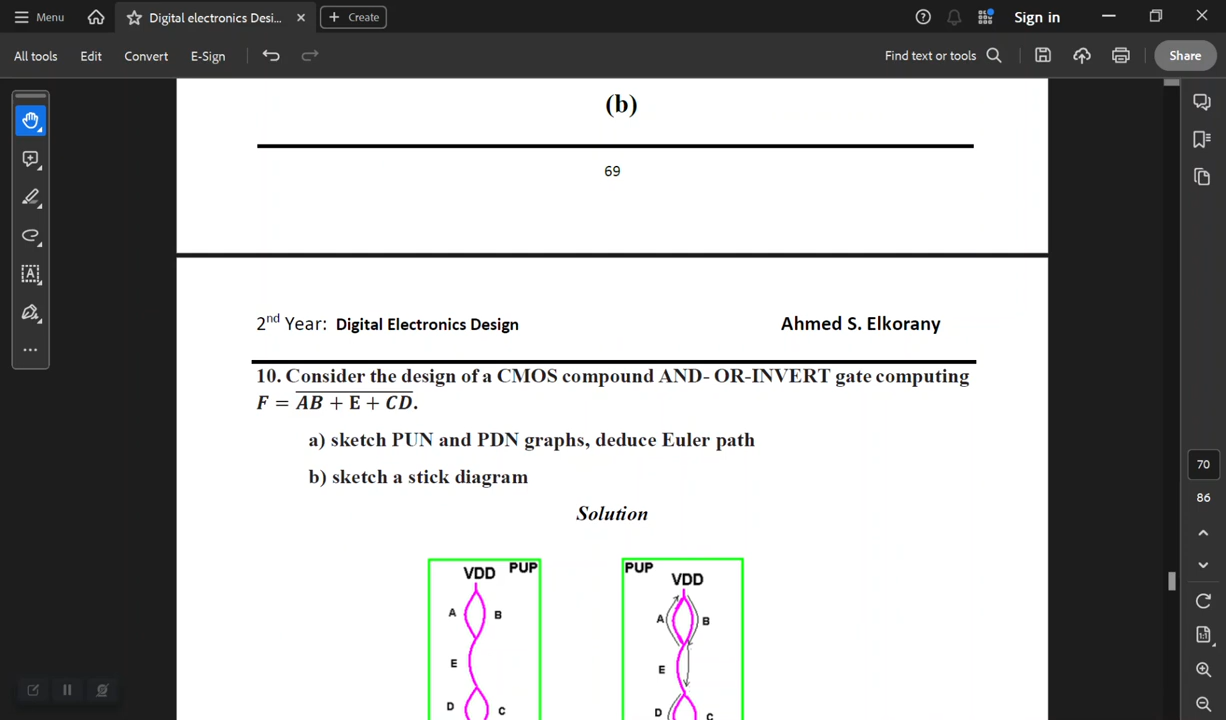 Menu
Digital electronics Desi...
Create
Sign in
All tools
Edit
Convert
E-Sign
Find text or tools
Share
(b)
69
2nd Year: Digital Electronics Design
Ahmed S. Elkorany
10. Consider the design of a CMOS compound AND- OR-INVERT gate computing
F = \overline{AB + E + CD}.
a) sketch PUN and PDN graphs, deduce Euler path
b) sketch a stick diagram
Solution
VDD PUP
A B
E
D C
PUP
VDD
A B
E
D C
70
86
1:1